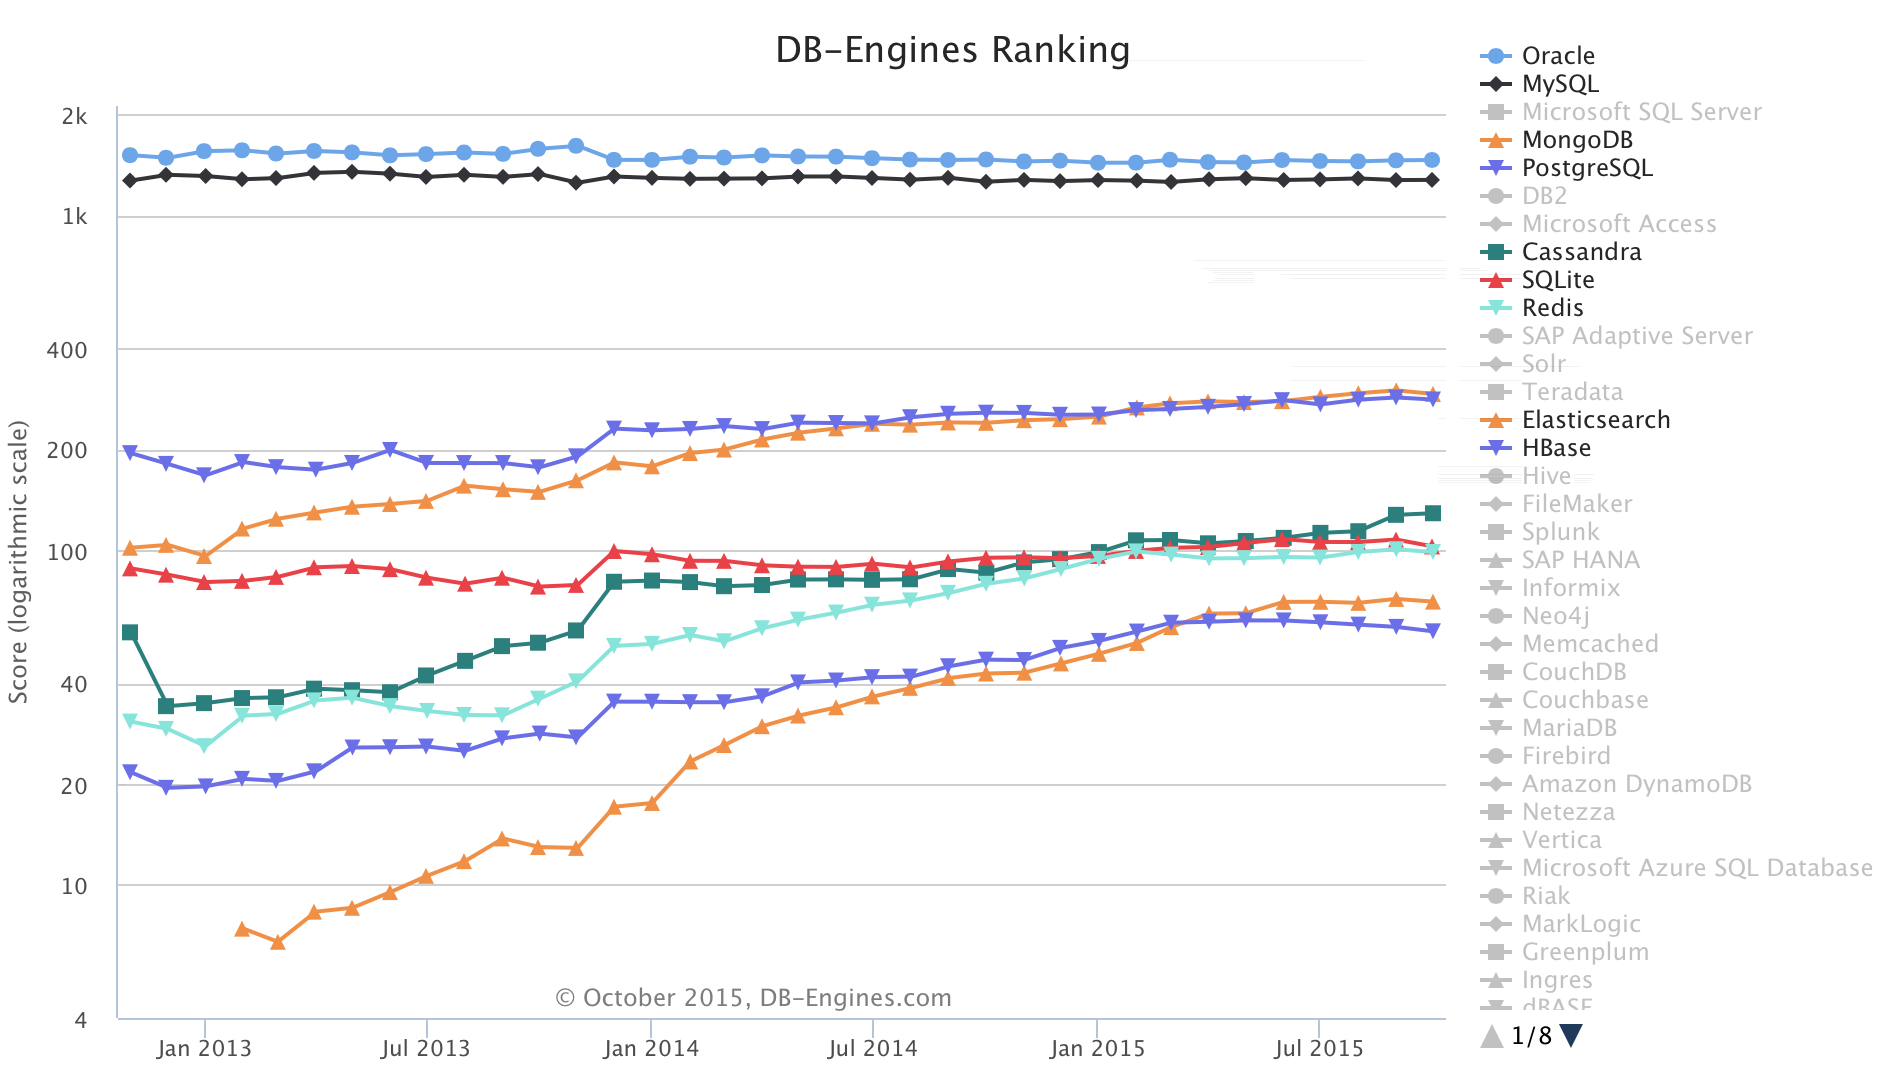 DB-Engines Ranking
Score (logarithmic scale)
2k
1k
400
200
100
40
20
10
4
Jan 2013
Jul 2013
Jan 2014
Jul 2014
Jan 2015
Jul 2015
© October 2015, DB-Engines.com
Oracle
MySQL
Microsoft SQL Server
MongoDB
PostgreSQL
DB2
Microsoft Access
Cassandra
SQLite
Redis
SAP Adaptive Server
Solr
Teradata
Elasticsearch
HBase
Hive
FileMaker
Splunk
SAP HANA
Informix
Neo4j
Memcached
CouchDB
Couchbase
MariaDB
Firebird
Amazon DynamoDB
Netezza
Vertica
Microsoft Azure SQL Database
Riak
MarkLogic
Greenplum
Ingres
dBASE
1/8